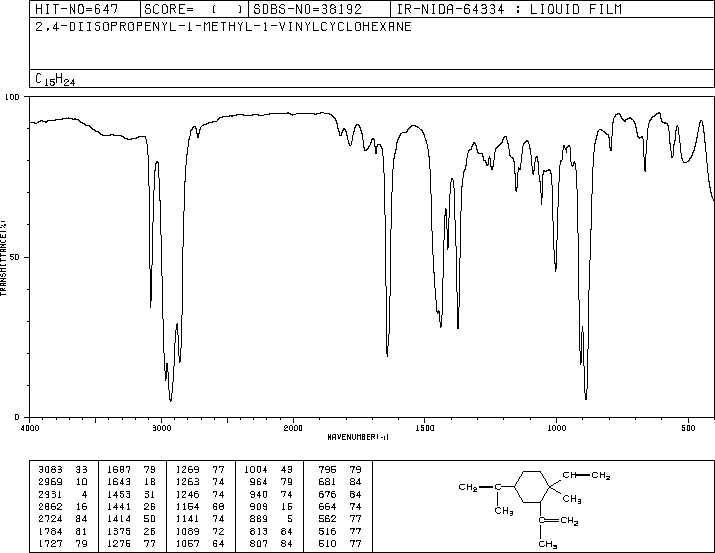 HIT-NO=647 SCORE= ( ) SDBS-NO=38192 IR-NIDA-64334 : LIQUID FILM
2,4-DIISOPROPENYL-1-METHYL-1-VINYLCYCLOHEXANE
C15H24
100
50
0
TRANSMITTANCE(%)
4000 3000 2000 1500 1000 500
WAVENUMBER(-1)
3083 33 1687 79 1269 77 1004 43 796 79
2969 10 1643 18 1263 74 964 79 681 84
2931 4 1453 31 1246 74 940 74 676 84
2862 16 1441 26 1154 68 909 16 664 74
2724 84 1414 50 1141 74 889 5 562 77
1784 81 1375 26 1089 72 813 84 516 77
1727 79 1276 77 1057 64 807 84 510 77
CH CH2
CH2 C
CH3
CH3
C CH2
CH3